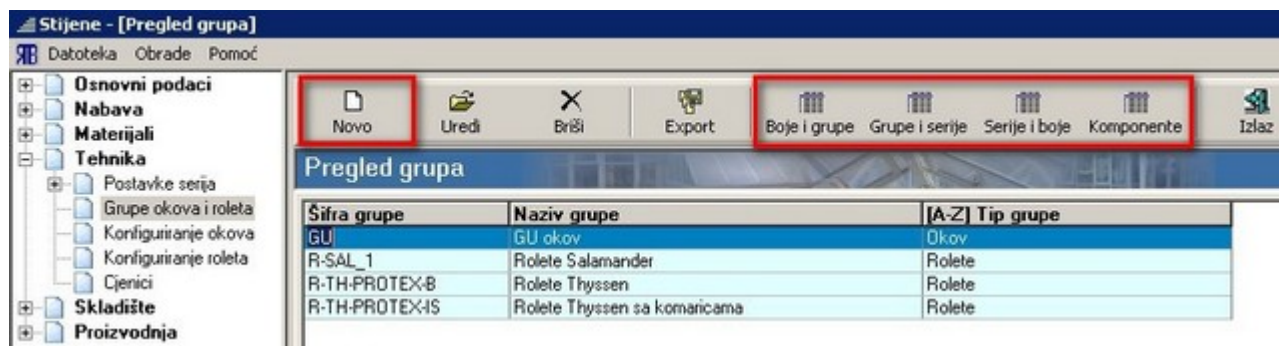 Stijene - [Pregled grupa]
Datoteka Obrade Pomoć
Osnovni podaci
Nabava
Materijali
Tehnika
Postavke serija
Grupe okova i roleta
Konfiguriranje okova
Konfiguriranje roleta
Cjenici
Skladište
Proizvodnja
Novo Uredi Briši Export Boje i grupe Grupe i serije Serije i boje Komponente Izlaz
Pregled grupa
Šifra grupe Naziv grupe [A-Z] Tip grupe
GU GU okov Okov
R-SAL_1 Rolete Salamander Rolete
R-TH-PROTEX-B Rolete Thyssen Rolete
R-TH-PROTEX-IS Rolete Thyssen sa komaricama Rolete